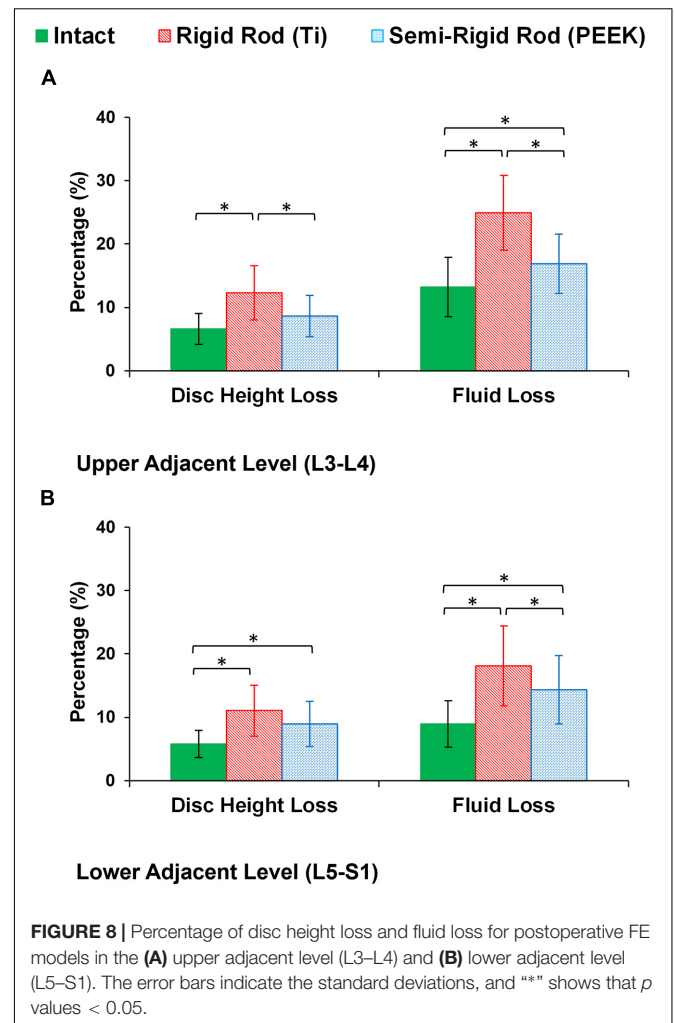 Intact Rigid Rod (Ti) Semi-Rigid Rod (PEEK)
A
40
30
20
10
0
Percentage (%)
* *
* * *
Disc Height Loss Fluid Loss
Upper Adjacent Level (L3-L4)
B
40
30
20
10
0
Percentage (%)
* *
* * *
Disc Height Loss Fluid Loss
Lower Adjacent Level (L5-S1)
FIGURE 8 | Percentage of disc height loss and fluid loss for postoperative FE
models in the (A) upper adjacent level (L3–L4) and (B) lower adjacent level
(L5–S1). The error bars indicate the standard deviations, and “*” shows that p
values < 0.05.